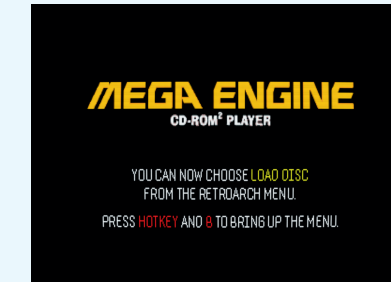 MEGA ENGINE
CD-ROM² PLAYER
YOU CAN NOW CHOOSE LOAD DISC
FROM THE RETROARCH MENU.
PRESS HOTKEY AND B TO BRING UP THE MENU.